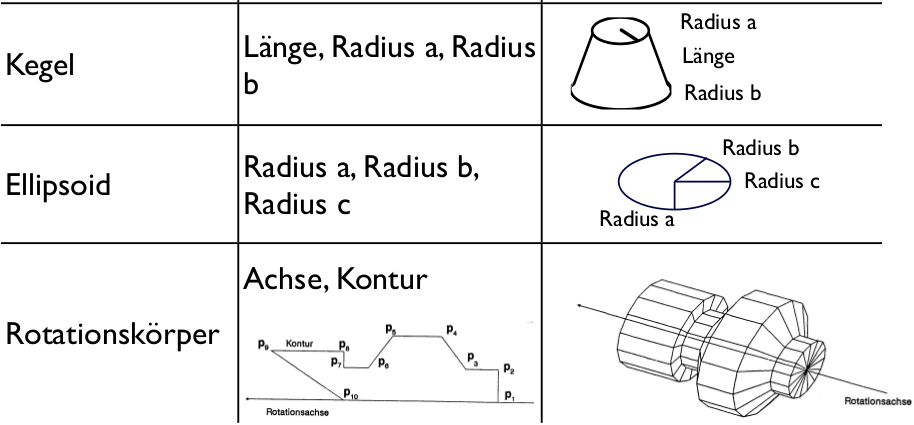 Kegel
Länge, Radius a, Radius
b
Radius a
Länge
Radius b
Ellipsoid
Radius a, Radius b,
Radius c
Radius b
Radius c
Radius a
Rotationskörper
Achse, Kontur
p5 p4
p9 Kontur p8
p7 p6 p3 p2
p10 p1
Rotationsachse
Rotationsachse